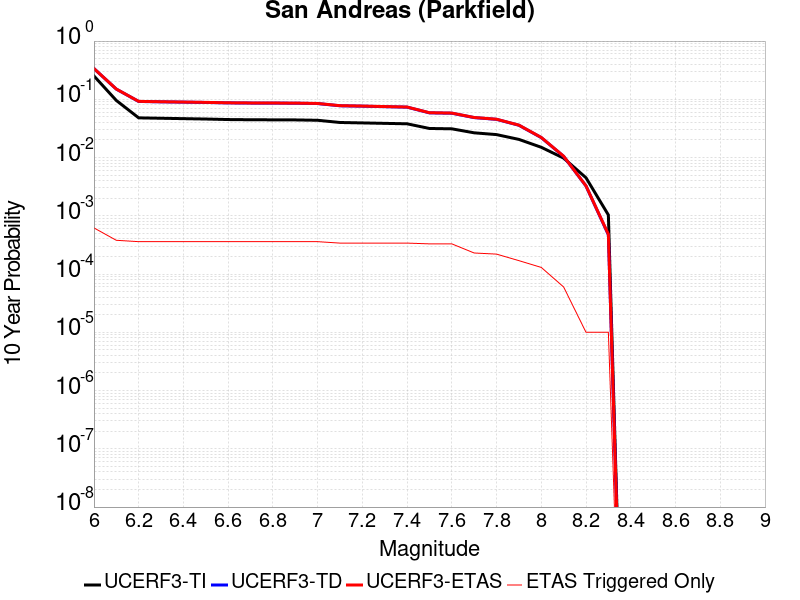 San Andreas (Parkfield)
10^0
10^-1
10^-2
10^-3
10^-4
10^-5
10^-6
10^-7
10^-8
10 Year Probability
6 6.2 6.4 6.6 6.8 7 7.2 7.4 7.6 7.8 8 8.2 8.4 8.6 8.8 9
Magnitude
UCERF3-TI UCERF3-TD UCERF3-ETAS ETAS Triggered Only